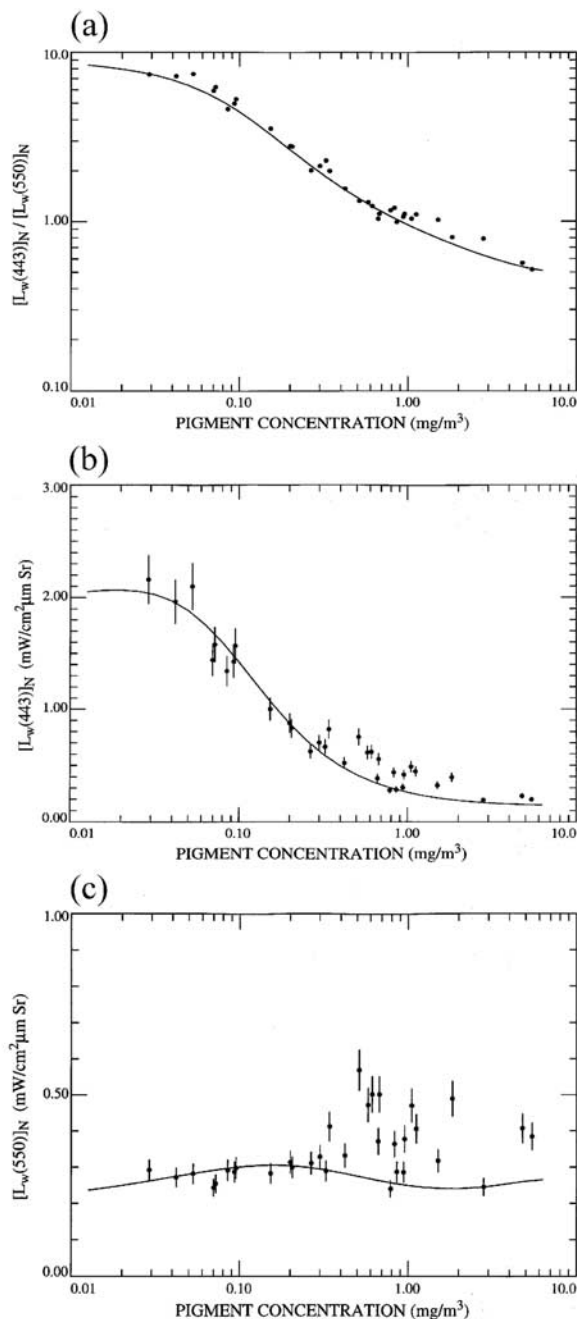 (a)
10.0
1.00
0.10
[Lw(443)]N / [Lw(550)]N
0.01 0.10 1.00 10.0
PIGMENT CONCENTRATION (mg/m³)
(b)
3.00
2.00
1.00
0.00
[Lw(443)]N (mW/cm²μm Sr)
0.01 0.10 1.00 10.0
PIGMENT CONCENTRATION (mg/m³)
(c)
1.00
0.50
0.00
[Lw(550)]N (mW/cm²μm Sr)
0.01 0.10 1.00 10.0
PIGMENT CONCENTRATION (mg/m³)